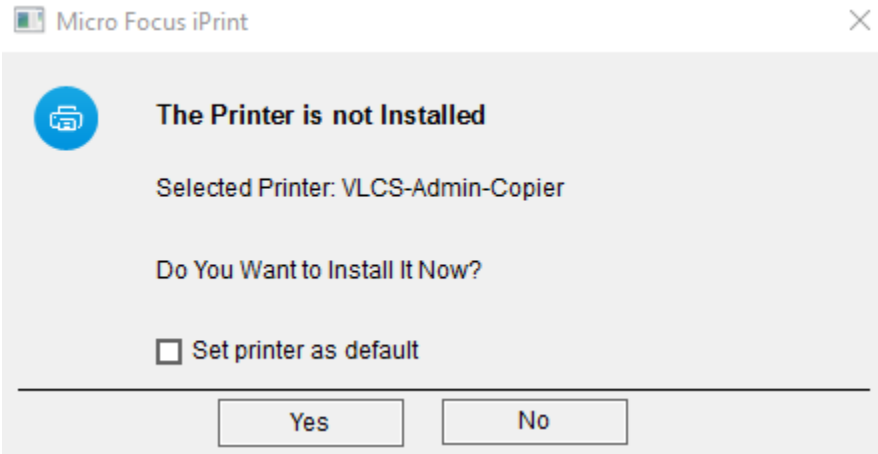 Micro Focus iPrint
The Printer is not Installed
Selected Printer: VLCS-Admin-Copier
Do You Want to Install It Now?
Set printer as default
Yes No